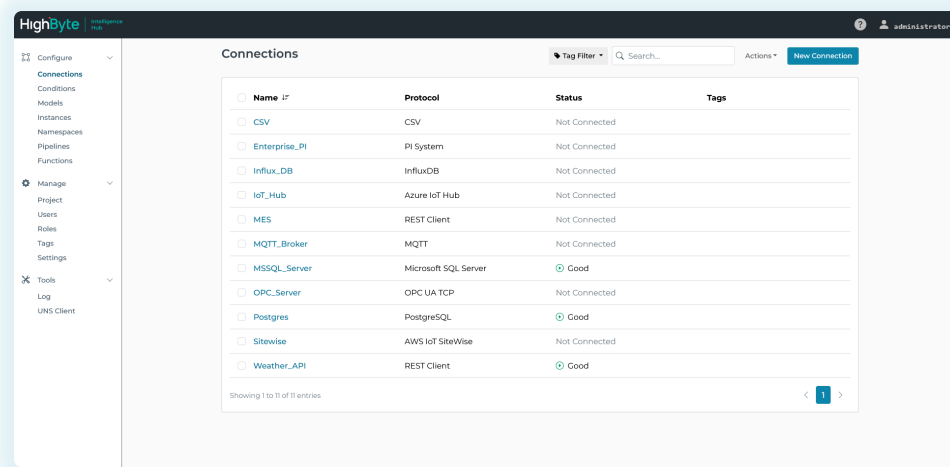 HighByte Intelligence Hub
? administrator
Configure
Connections
Conditions
Models
Instances
Namespaces
Pipelines
Functions
Manage
Project
Users
Roles
Tags
Settings
Tools
Log
UNS Client
Connections
Tag Filter Search... Actions New Connection
Name Protocol Status Tags
CSV CSV Not Connected
Enterprise_PI PI System Not Connected
Influx_DB InfluxDB Not Connected
IoT_Hub Azure IoT Hub Not Connected
MES REST Client Not Connected
MQTT_Broker MQTT Not Connected
MSSQL_Server Microsoft SQL Server Good
OPC_Server OPC UA TCP Not Connected
Postgres PostgreSQL Good
Sitewise AWS IoT SiteWise Not Connected
Weather_API REST Client Good
Showing 1 to 11 of 11 entries
< 1 >